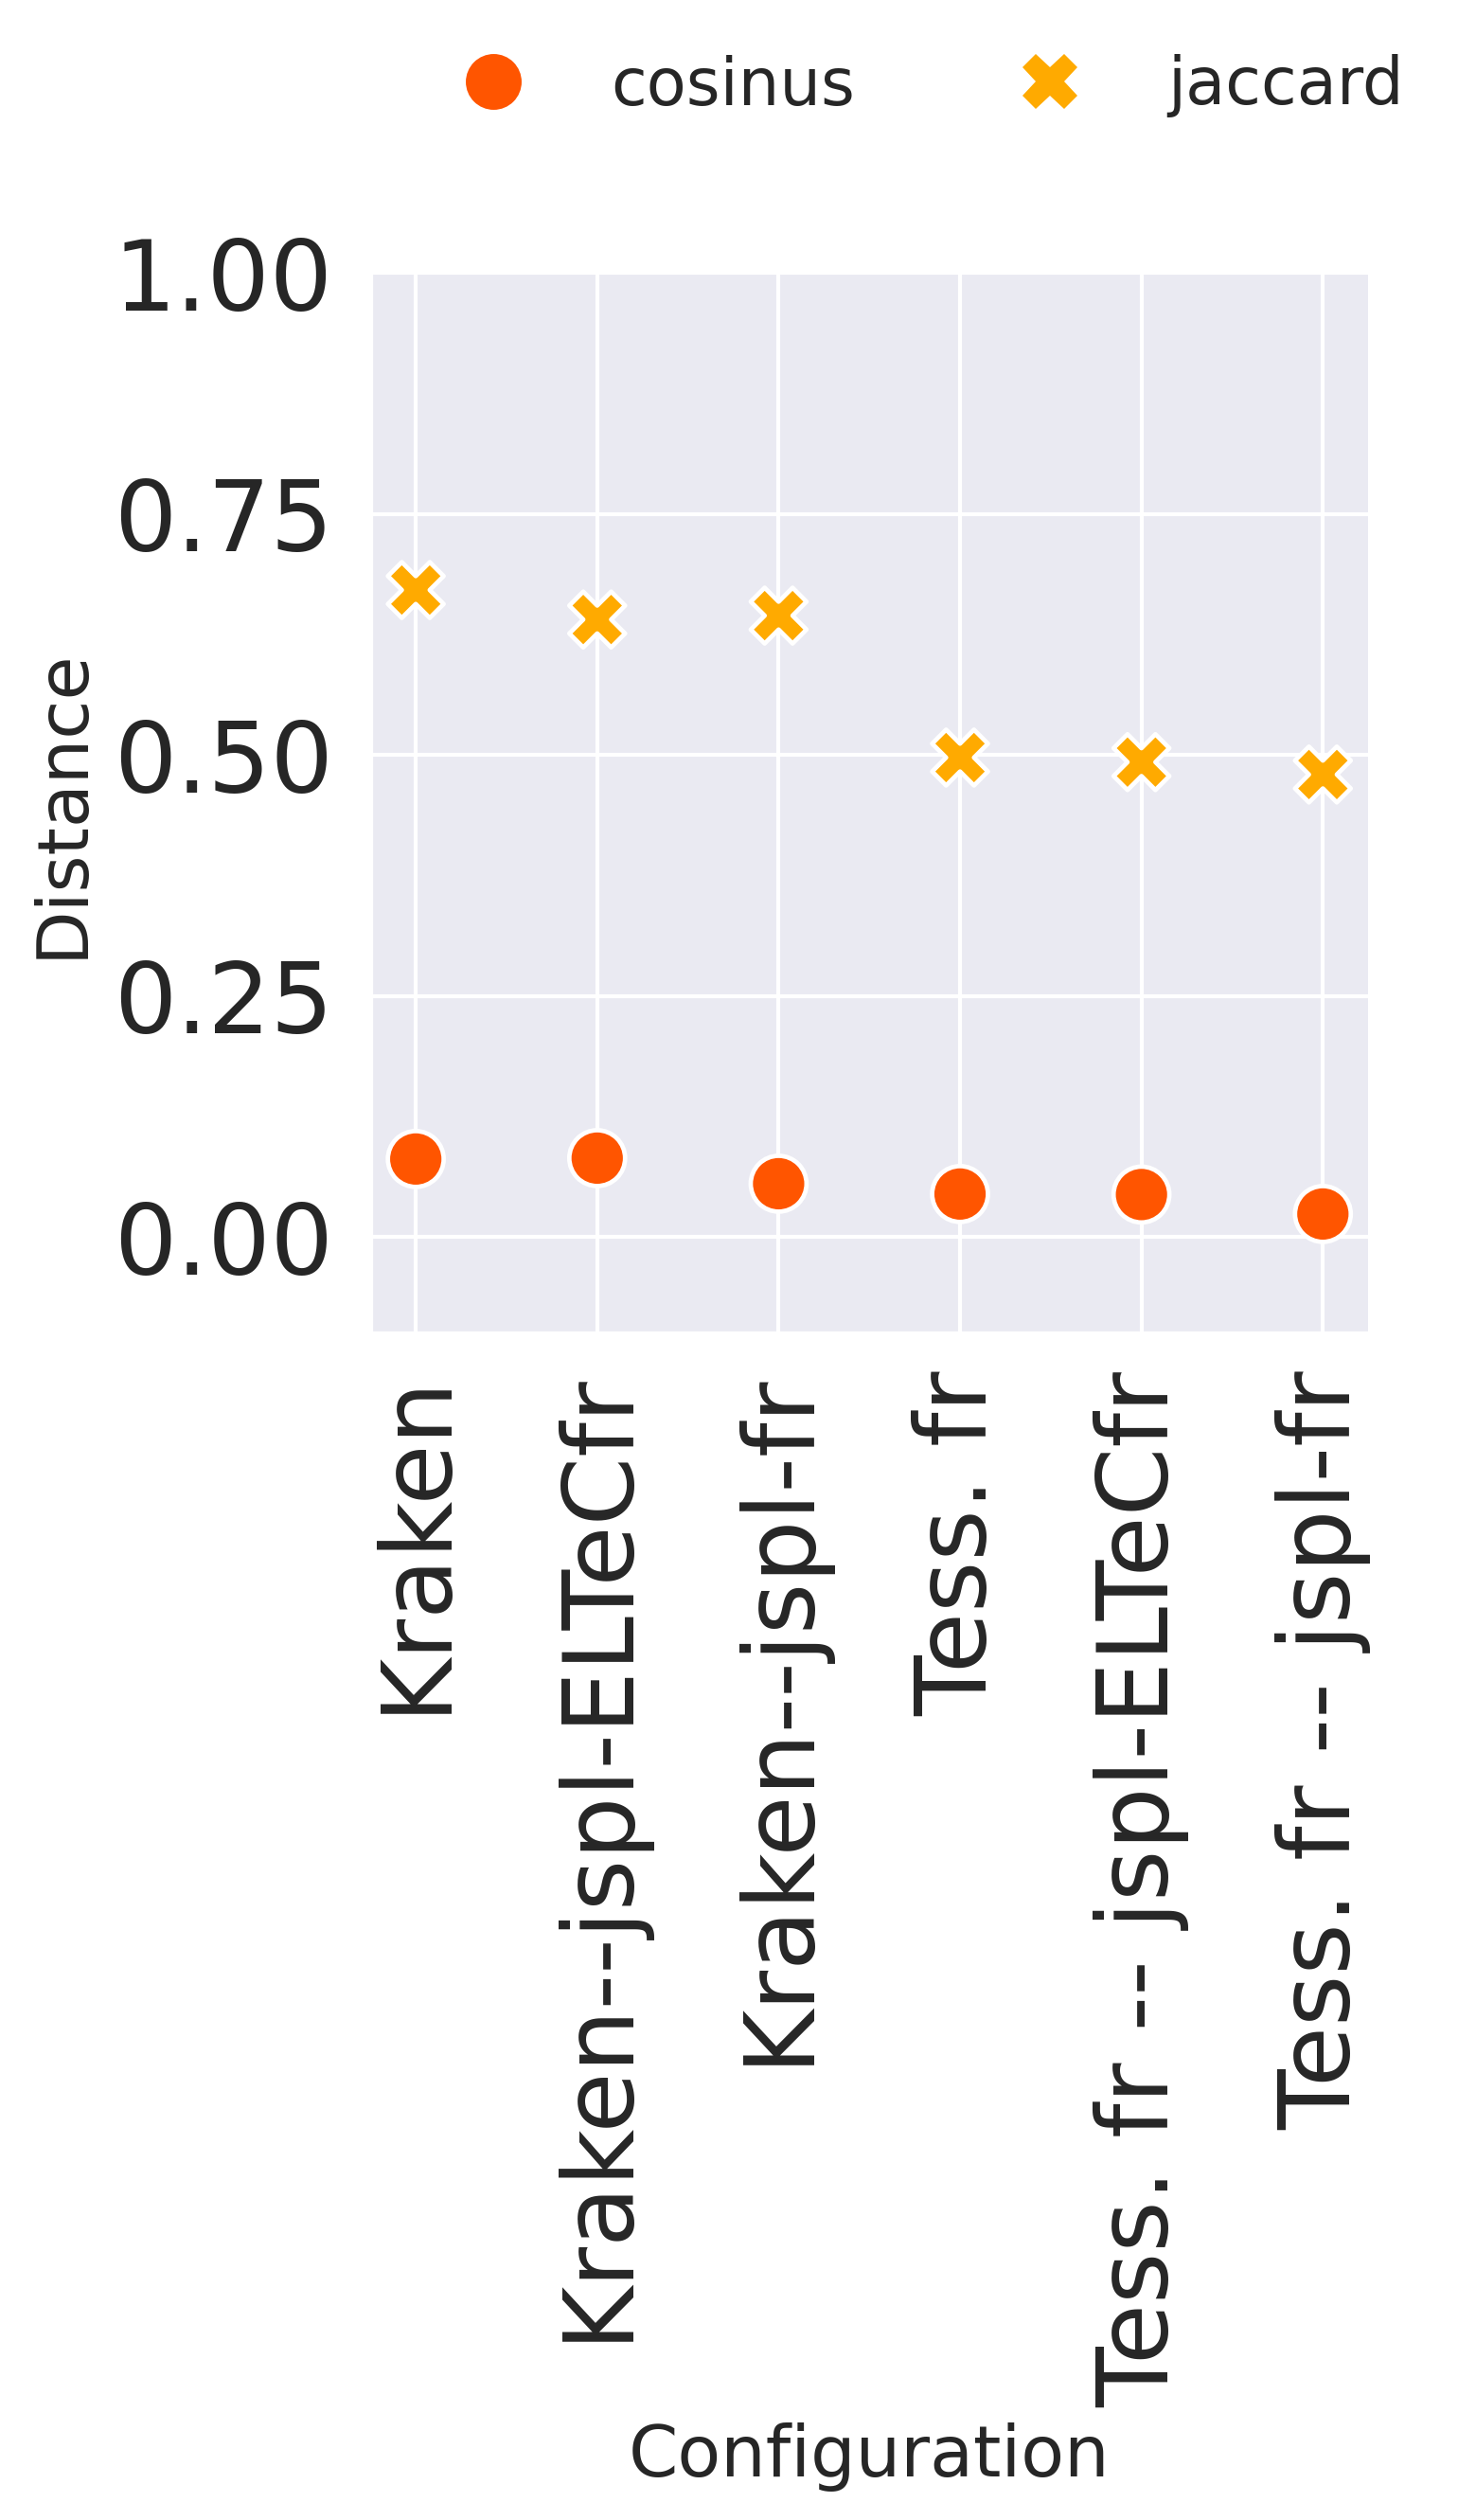 cosinus jaccard
1.00
0.75
0.50
0.25
0.00
Distance
Kraken
Kraken--jspl-ELTeCfr
Kraken--jspl-fr
Tess. fr
Tess. fr -- jspl-ELTeCfr
Tess. fr -- jspl-fr
Configuration